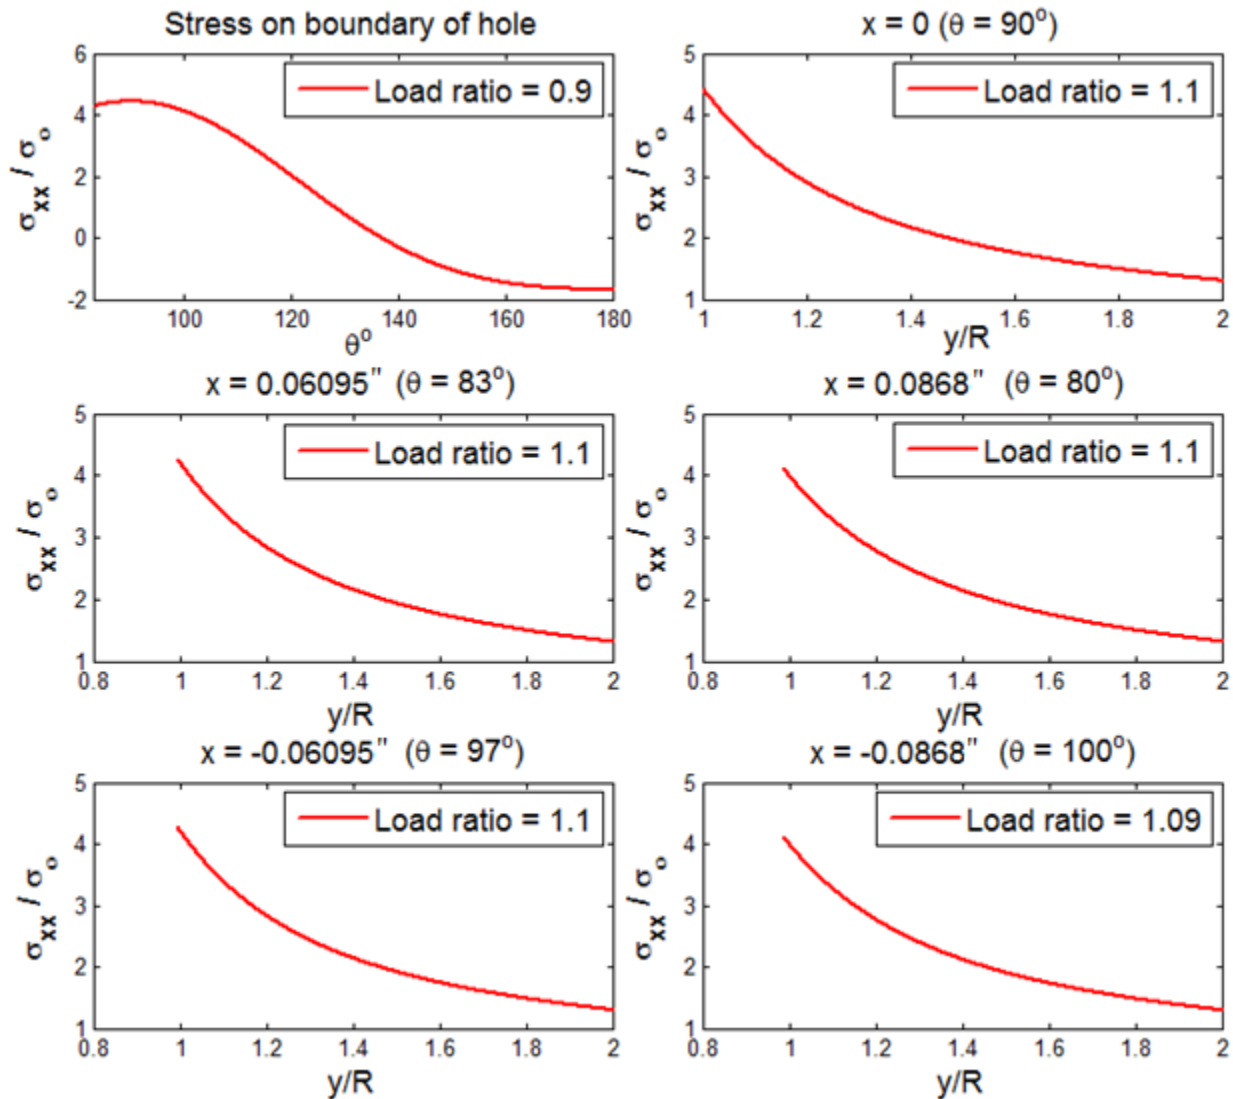 Stress on boundary of hole
6
4
2
0
-2
100
120
140
160
180
σxx / σo
θ°
Load ratio = 0.9
x = 0 (θ = 90°)
5
4
3
2
1
1
1.2
1.4
1.6
1.8
2
σxx / σo
y/R
Load ratio = 1.1
x = 0.06095" (θ = 83°)
5
4
3
2
1
0.8
1
1.2
1.4
1.6
1.8
2
σxx / σo
y/R
Load ratio = 1.1
x = 0.0868" (θ = 80°)
5
4
3
2
1
0.8
1
1.2
1.4
1.6
1.8
2
σxx / σo
y/R
Load ratio = 1.1
x = -0.06095" (θ = 97°)
5
4
3
2
1
0.8
1
1.2
1.4
1.6
1.8
2
σxx / σo
y/R
Load ratio = 1.1
x = -0.0868" (θ = 100°)
5
4
3
2
1
0.8
1
1.2
1.4
1.6
1.8
2
σxx / σo
y/R
Load ratio = 1.09